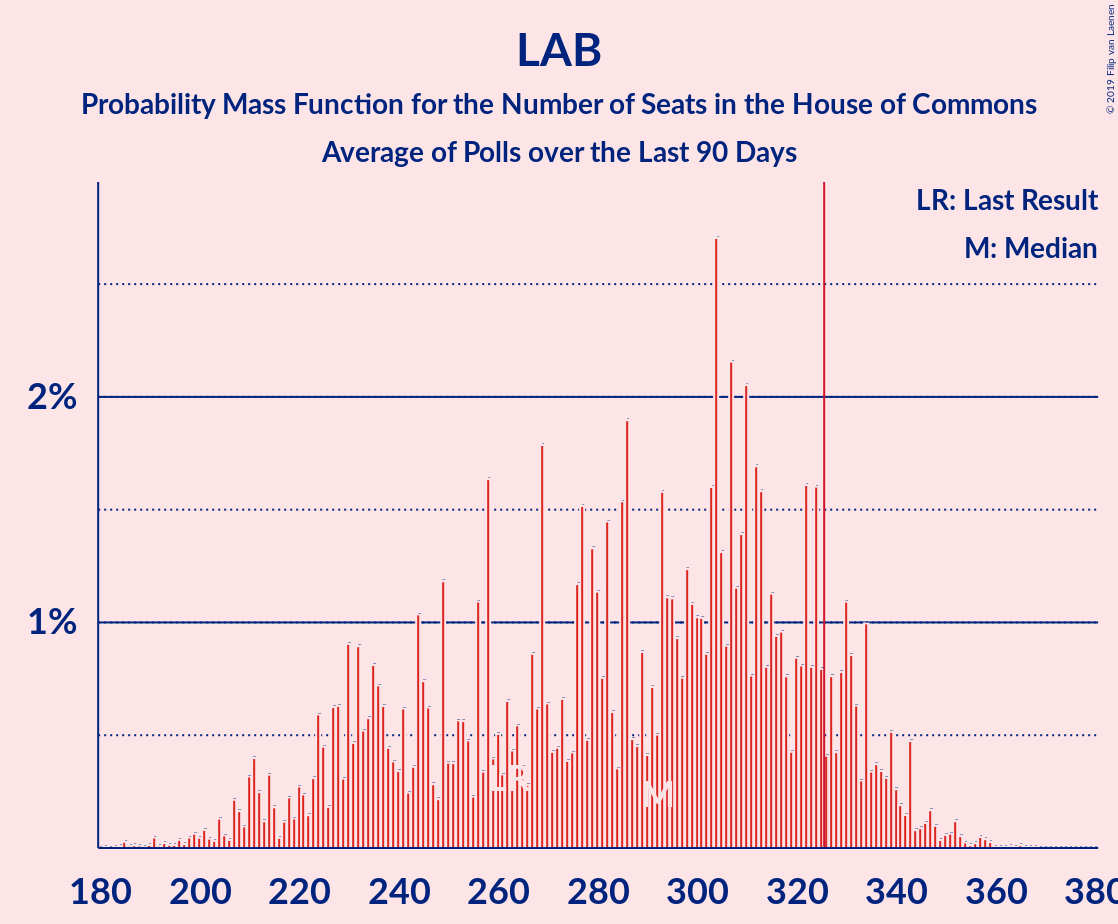 LAB
Probability Mass Function for the Number of Seats in the House of Commons
Average of Polls over the Last 90 Days
© 2019 Filip van Laenen
LR: Last Result
M: Median
2%
1%
LR
M
180 200 220 240 260 280 300 320 340 360 380